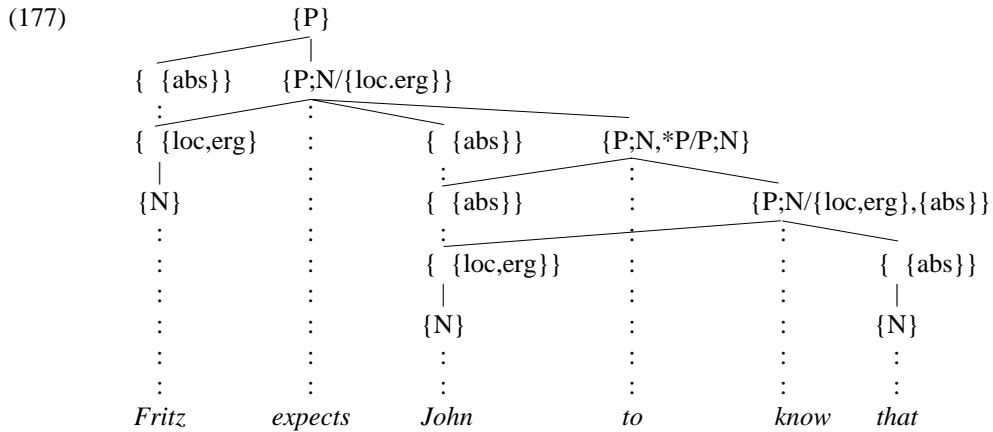 (177) {P}
{ {abs}} {P;N/{loc.erg}}
{ {loc,erg} { {abs}} {P;N,*P/P;N}
{N} { {abs}} {P;N/{loc,erg},{abs}}
{ {loc,erg}} { {abs}}
{N} {N}
Fritz expects John to know that